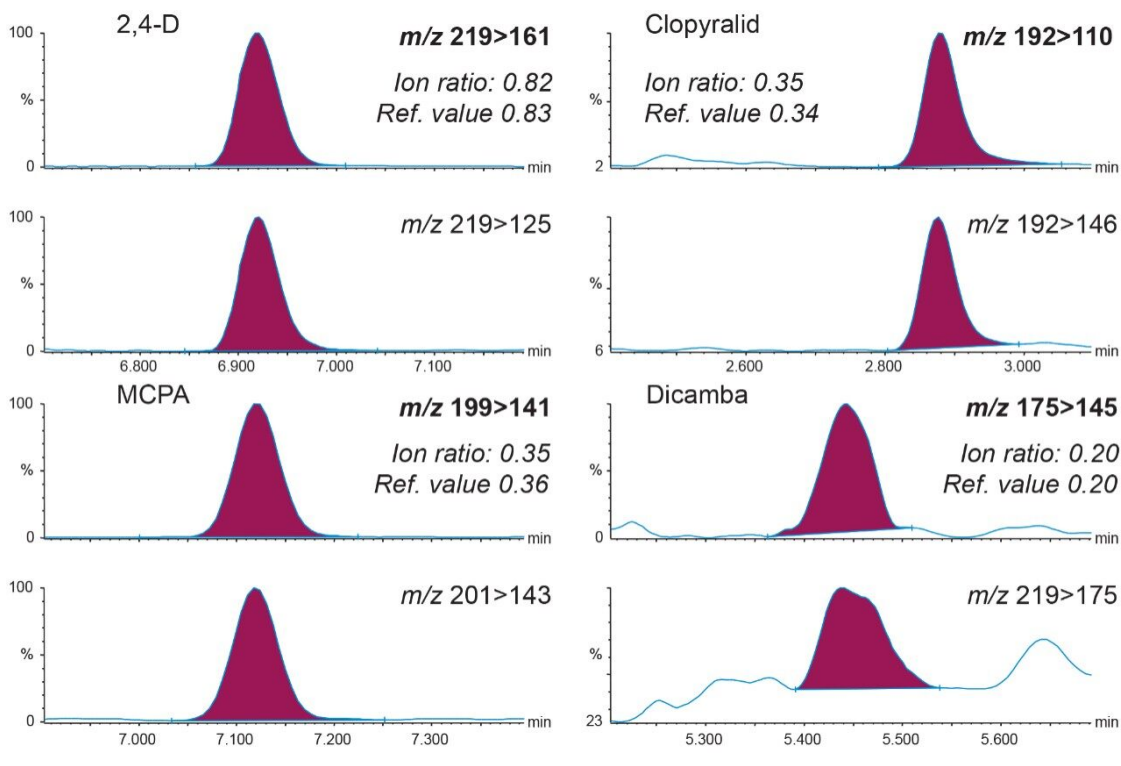 2,4-D
m/z 219>161
Ion ratio: 0.82
Ref. value 0.83
100
%
0
min
m/z 219>125
100
%
0
min
6.800 6.900 7.000 7.100
Clopyralid
m/z 192>110
Ion ratio: 0.35
Ref. value 0.34
%
2
min
m/z 192>146
%
6
min
2.600 2.800 3.000
MCPA
m/z 199>141
Ion ratio: 0.35
Ref. value 0.36
100
%
0
min
m/z 201>143
100
%
0
min
7.000 7.100 7.200 7.300
Dicamba
m/z 175>145
Ion ratio: 0.20
Ref. value 0.20
%
0
min
m/z 219>175
%
23
min
5.300 5.400 5.500 5.600